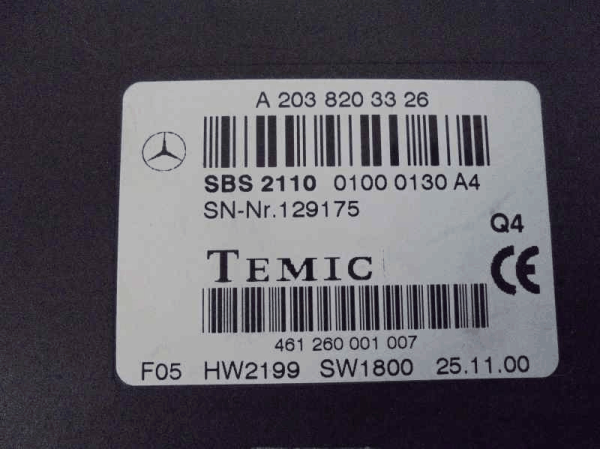 A 203 820 33 26
SBS 2110 0100 0130 A4
SN-Nr.129175
Q4
TEMIC
CE
461 260 001 007
F05 HW2199 SW1800 25.11.00